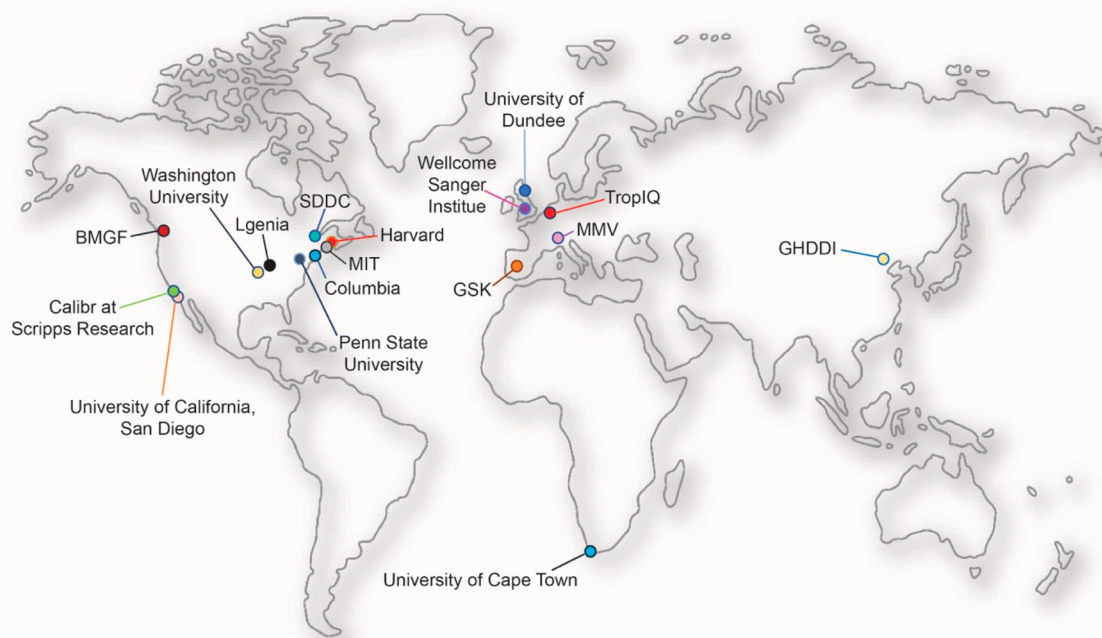 University of
Dundee
Wellcome
Sanger
Institue
Washington
University
SDDC
TropIQ
Lgenia
BMGF
Harvard
MMV
MIT
GHDDI
Columbia
GSK
Calibr at
Scripps Research
Penn State
University
University of California,
San Diego
University of Cape Town